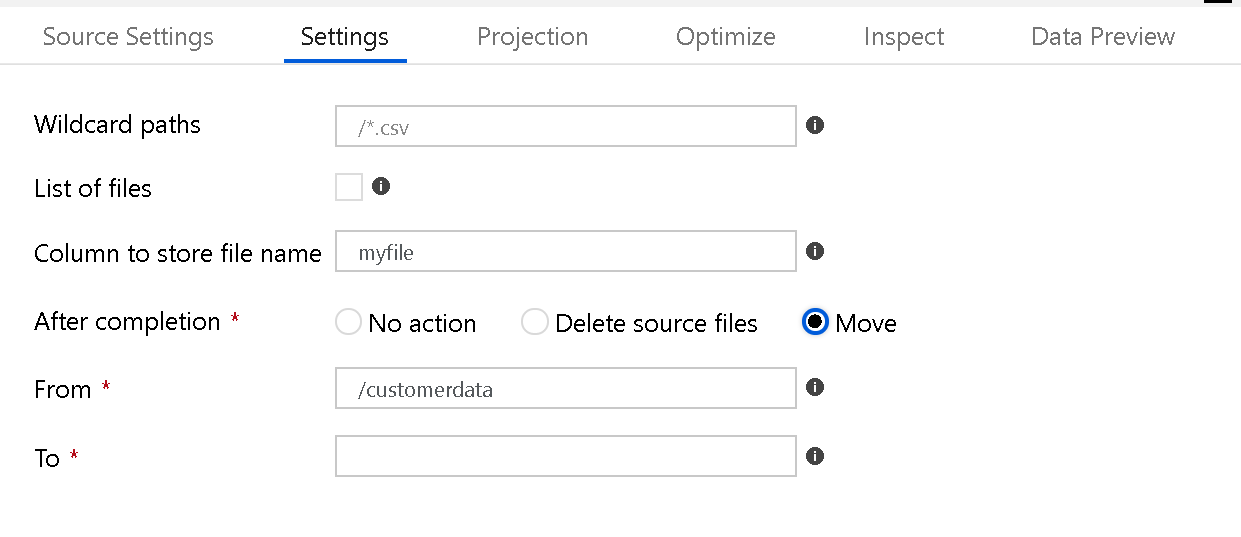 Source Settings Settings Projection Optimize Inspect Data Preview
Wildcard paths /*.csv
List of files
Column to store file name myfile
After completion * No action Delete source files Move
From * /customerdata
To *